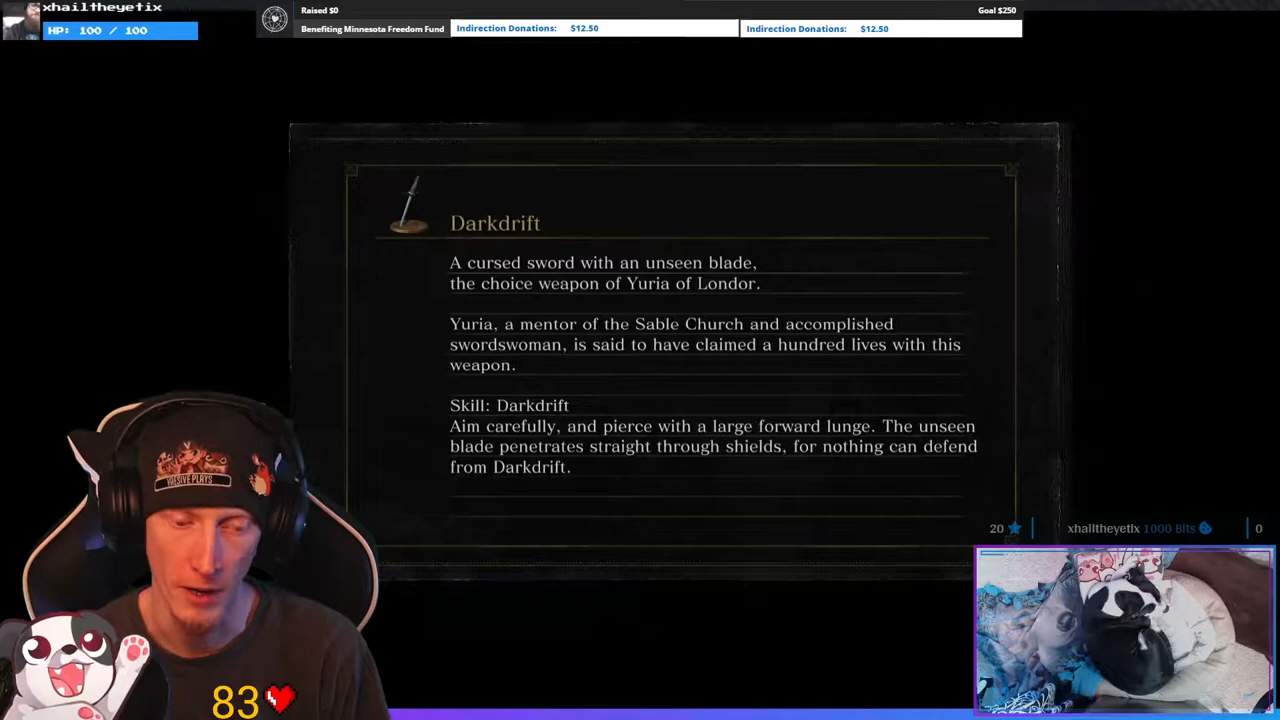 xhailtheyetix
HP: 100 / 100
Raised $0
Goal $250
Benefiting Minnesota Freedom Fund
Indirection Donations: $12.50
Indirection Donations: $12.50
Darkdrift
A cursed sword with an unseen blade,
the choice weapon of Yuria of Londor.
Yuria, a mentor of the Sable Church and accomplished
swordswoman, is said to have claimed a hundred lives with this
weapon.
Skill: Darkdrift
Aim carefully, and pierce with a large forward lunge. The unseen
blade penetrates straight through shields, for nothing can defend
from Darkdrift.
20
xhailtheyetix 1000 Bits
0
PLAYS
83